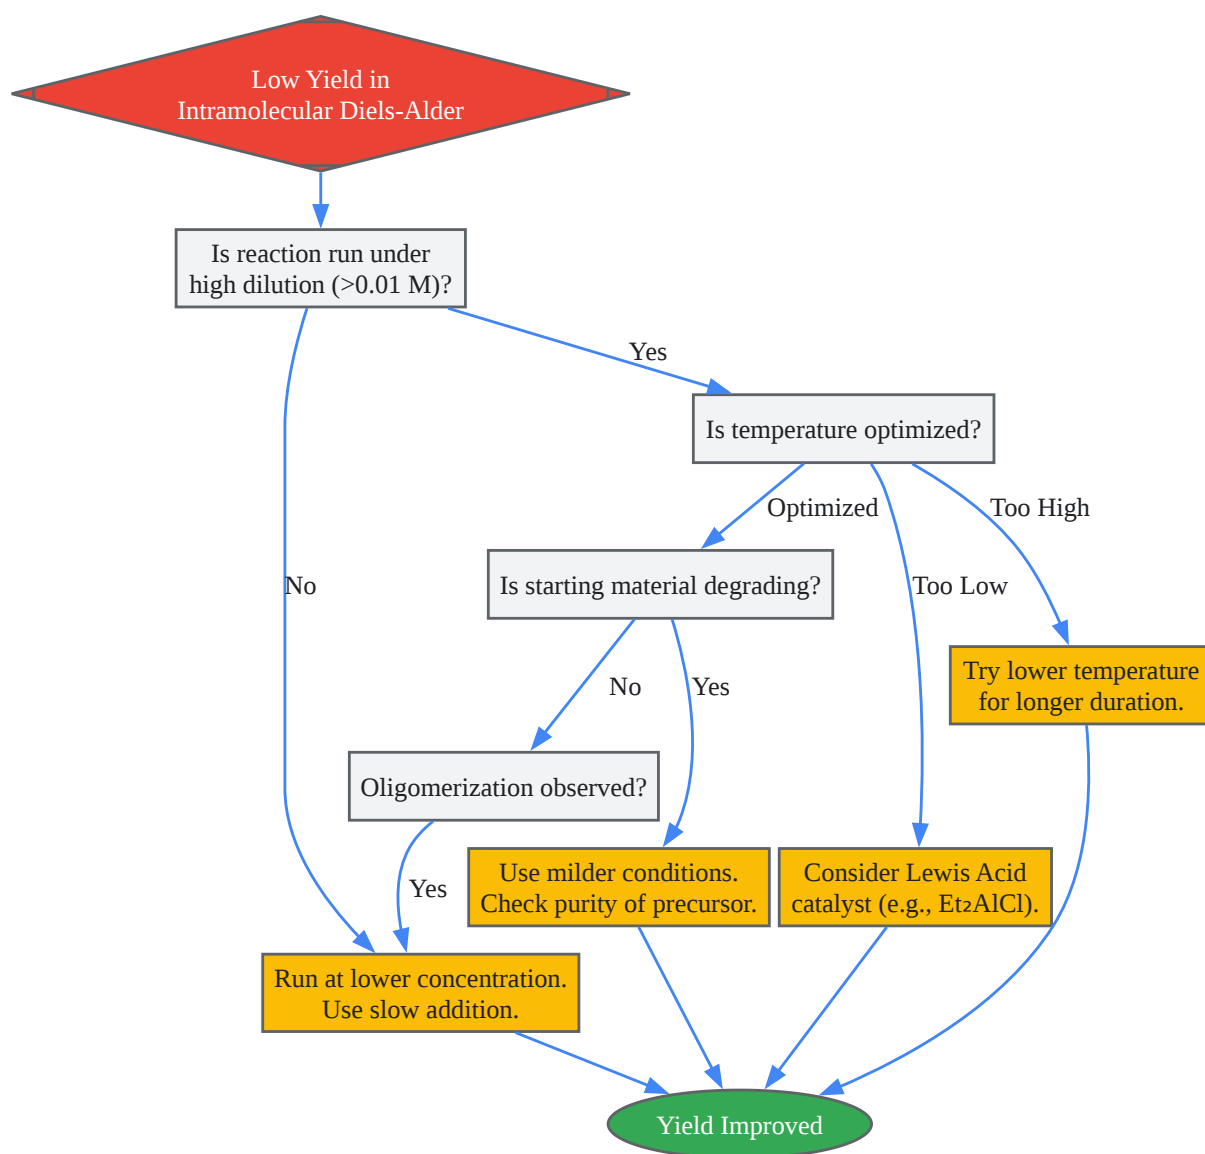 Low Yield in
Intramolecular Diels-Alder
Is reaction run under
high dilution (>0.01 M)?
Yes
Is temperature optimized?
Optimized
Too High
No
Is starting material degrading?
Too Low
Try lower temperature
for longer duration.
No
Yes
Oligomerization observed?
Yes
Use milder conditions.
Check purity of precursor.
Consider Lewis Acid
catalyst (e.g., Et₂AlCl).
Run at lower concentration.
Use slow addition.
Yield Improved